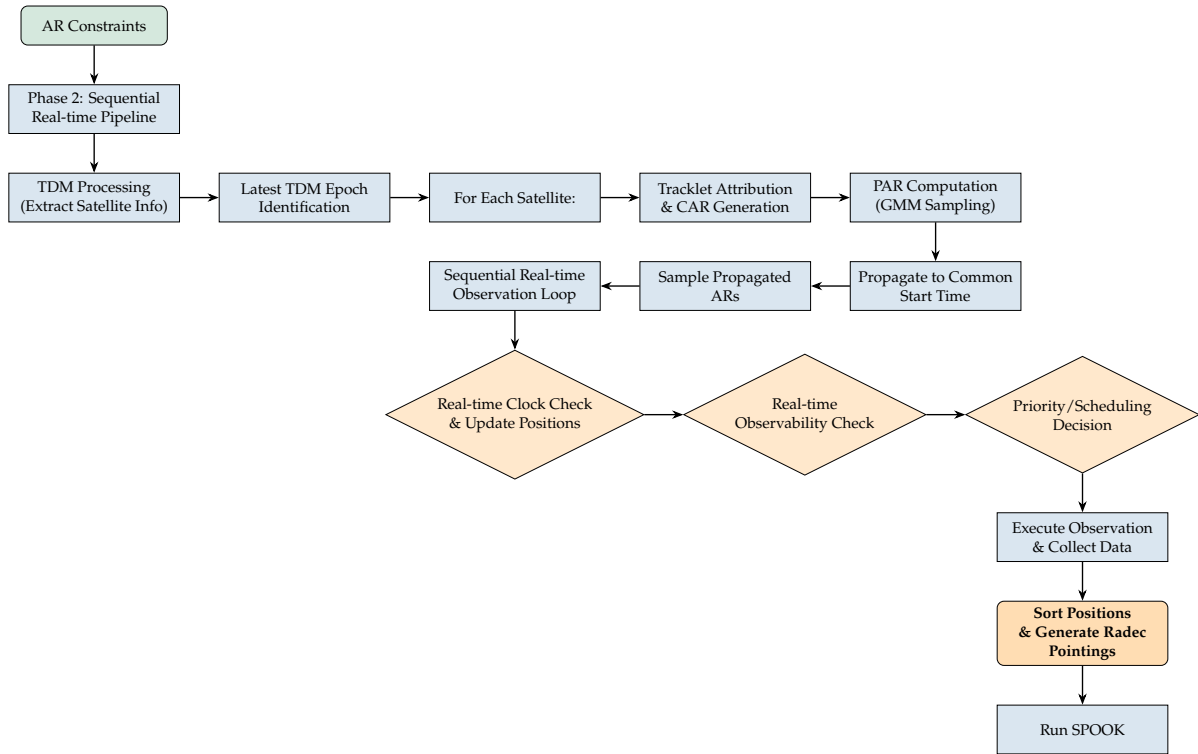 AR Constraints
Phase 2: Sequential
Real-time Pipeline
TDM Processing
(Extract Satellite Info)
Latest TDM Epoch
Identification
For Each Satellite:
Tracklet Attribution
& CAR Generation
PAR Computation
(GMM Sampling)
Propagate to Common
Start Time
Sample Propagated
ARs
Sequential Real-time
Observation Loop
Real-time Clock Check
& Update Positions
Real-time
Observability Check
Priority/Scheduling
Decision
Execute Observation
& Collect Data
Sort Positions
& Generate Radec
Pointings
Run SPOOK